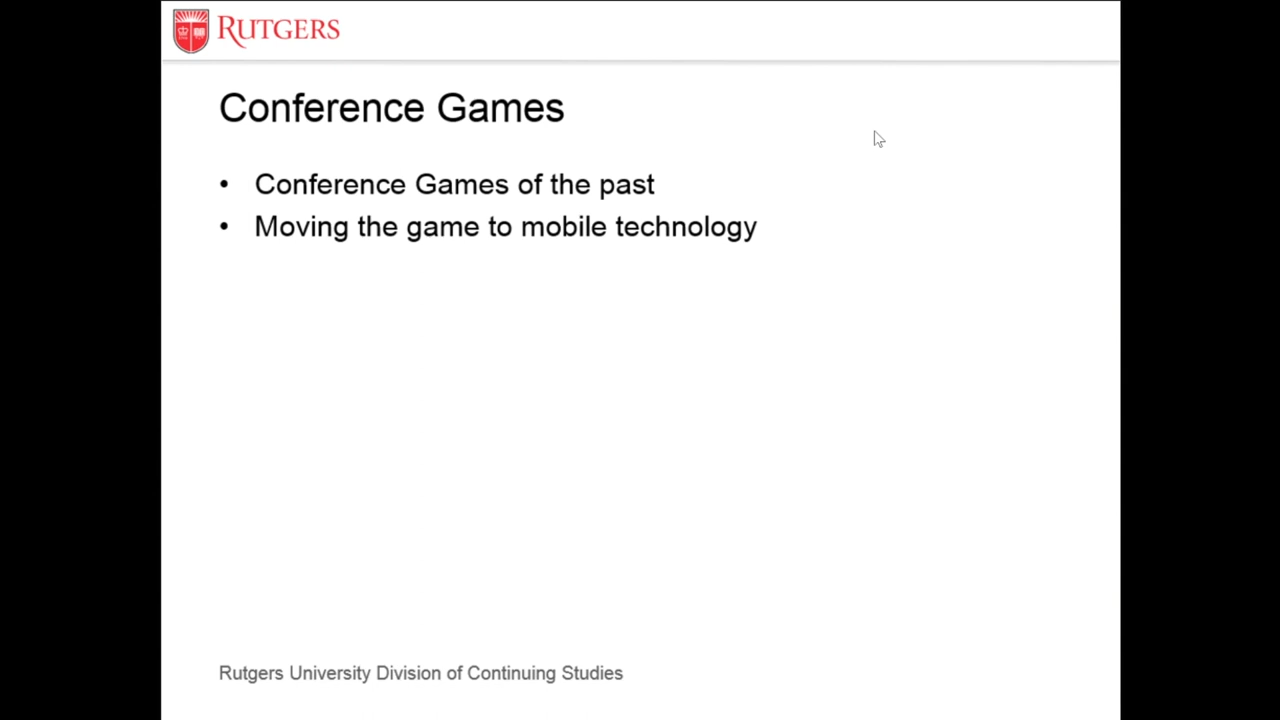 RUTGERS
Conference Games
• Conference Games of the past
• Moving the game to mobile technology
Rutgers University Division of Continuing Studies